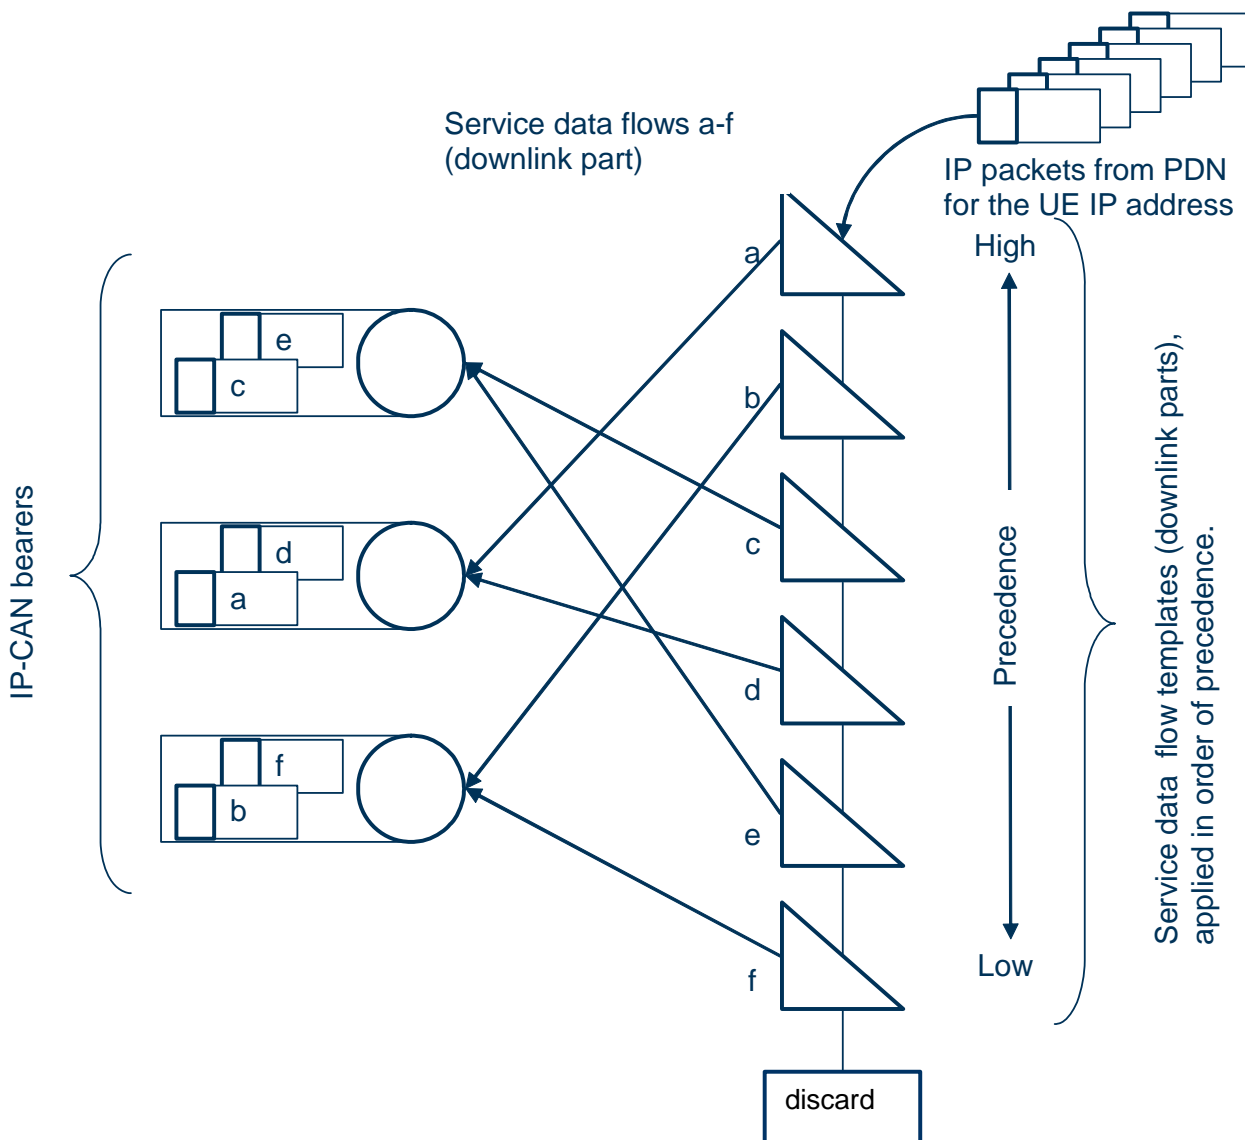 Service data flows a-f
(downlink part)
IP packets from PDN
for the UE IP address
High
Precedence
Low
Service data flow templates (downlink parts),
applied in order of precedence.
IP-CAN bearers
e
c
d
a
f
b
a
b
c
d
e
f
discard